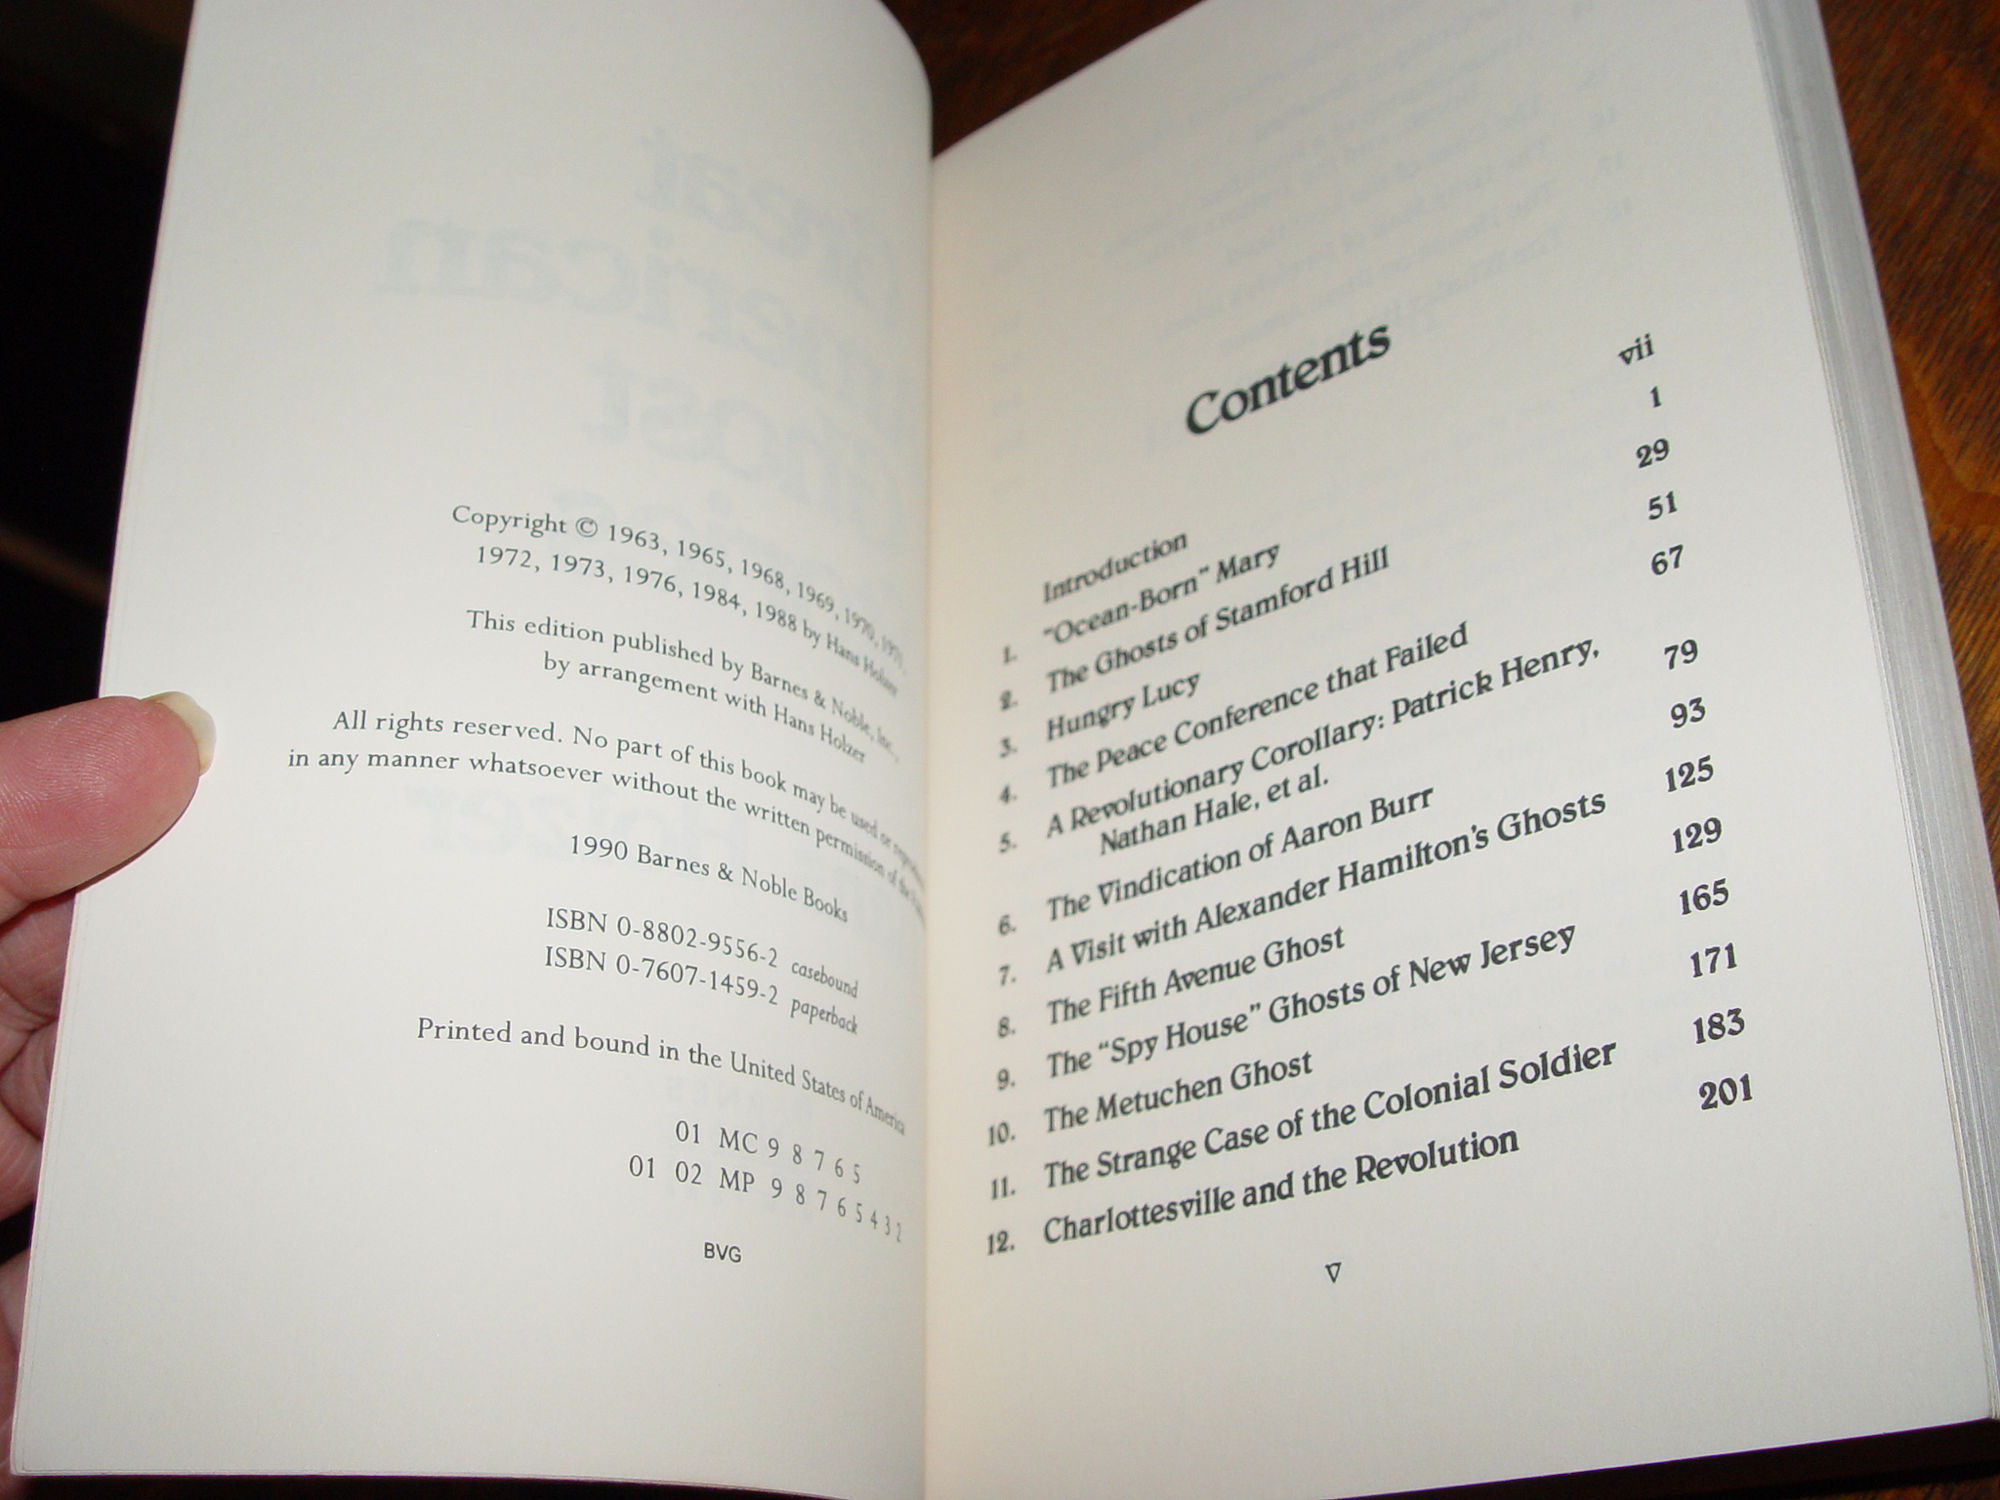 Copyright © 1963, 1965, 1968, 1969, 1970, 1971,
1972, 1973, 1976, 1984, 1988 by Hans Holzer
This edition published by Barnes & Noble, Inc.,
by arrangement with Hans Holzer
All rights reserved. No part of this book may be used or
in any manner whatsoever without the written permission of the
1990 Barnes & Noble Books
ISBN 0-8802-9556-2 casebound
ISBN 0-7607-1459-2 paperback
Printed and bound in the United States of America
01 MC 9 8 7 6 5
01 02 MP 9 8 7 6 5 4 3 2
BVG
Contents
Introduction vii
1. "Ocean-Born" Mary 1
2. The Ghosts of Stamford Hill 29
3. Hungry Lucy 51
4. The Peace Conference that Failed 67
5. A Revolutionary Corollary: Patrick Henry,
Nathan Hale, et al. 79
6. The Vindication of Aaron Burr 93
7. A Visit with Alexander Hamilton's Ghosts 125
8. The Fifth Avenue Ghost 129
9. The "Spy House" Ghosts of New Jersey 165
10. The Metuchen Ghost 171
11. The Strange Case of the Colonial Soldier 183
12. Charlottesville and the Revolution 201
v